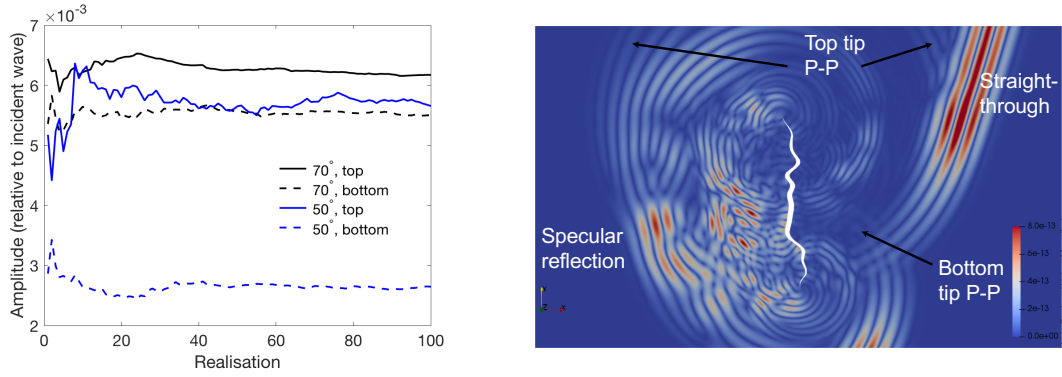 ×10⁻³
7
6
5
4
3
2
Amplitude (relative to incident wave)
70°, top
70°, bottom
50°, top
50°, bottom
0
20
40
60
80
100
Realisation
Top tip
P-P
Straight-
through
Specular
reflection
Bottom
tip P-P
8.0e-13
6e-13
4e-13
2e-13
0.0e+00
Y
Z
X